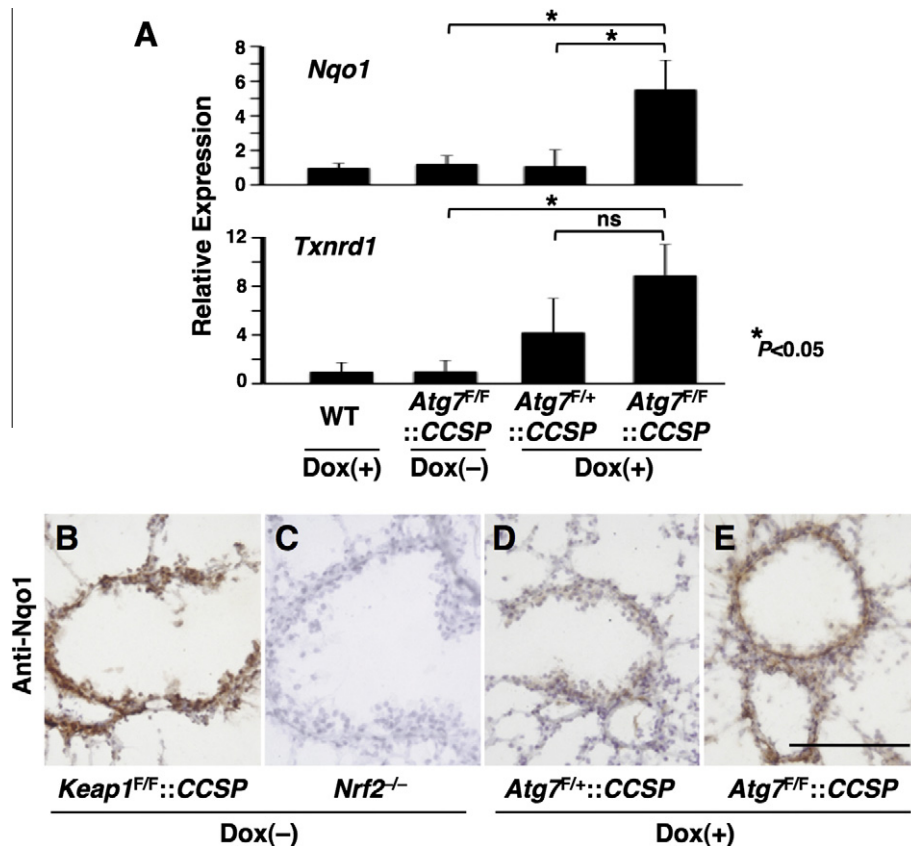 A
Relative Expression
Nqo1
8
6
4
2
0
*
*
Txnrd1
12
8
4
0
*
ns
*
P<0.05
WT
Atg7F/F
::CCSP
Atg7F/+
::CCSP
Atg7F/F
::CCSP
Dox(+)
Dox(–)
Dox(+)
Anti-Nqo1
B
C
D
E
Keap1F/F::CCSP
Nrf2–/–
Atg7F/+::CCSP
Atg7F/F::CCSP
Dox(–)
Dox(+)